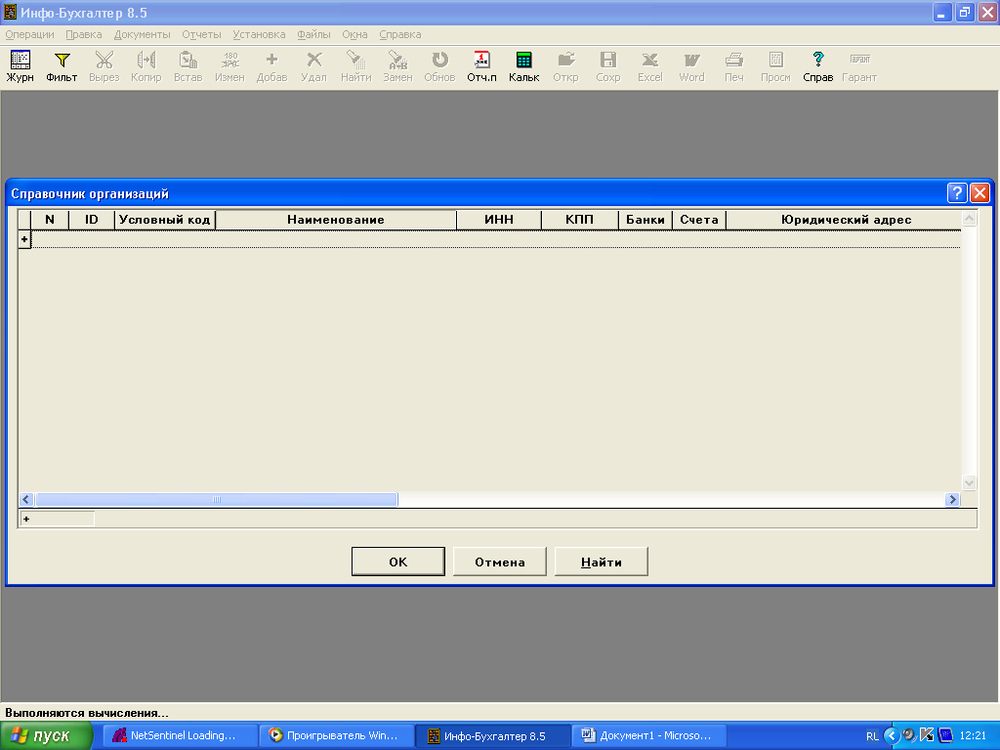 Инфо-Бухгалтер 8.5
Операции Правка Документы Отчеты Установка Файлы Окна Справка
Журн Фильт Вырез Копир Встав Измен Добав Удал Найти Замен Обнов Отч.п Кальк Откр Сохр Excel Word Печ Просм Справ Гарант
Справочник организаций
N ID Условный код Наименование ИНН КПП Банки Счета Юридический адрес
+
+
OK Отмена Найти
Выполняются вычисления...
пуск NetSentinel Loading... Проигрыватель Win... Инфо-Бухгалтер 8.5 Документ1 - Microso... RL 12:21